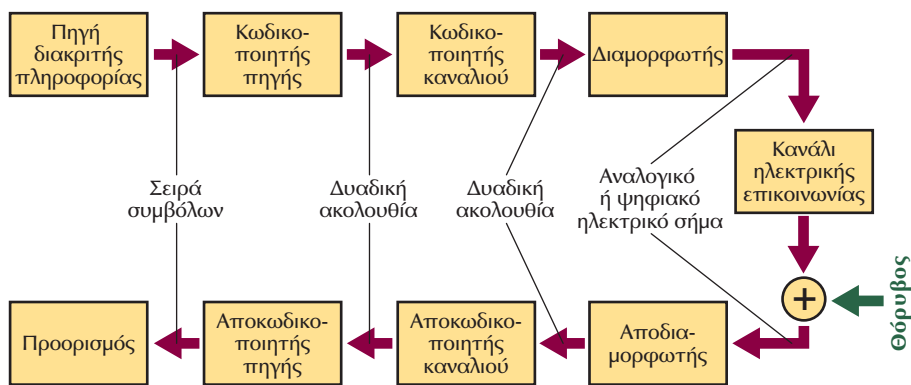 Πηγή
διακριτής
πληροφορίας
Κωδικο-
ποιητής
πηγής
Κωδικο-
ποιητής
καναλιού
Διαμορφωτής
Κανάλι
ηλεκτρικής
επικοινωνίας
Σειρά
συμβόλων
Δυαδική
ακολουθία
Δυαδική
ακολουθία
Αναλογικό
ή ψηφιακό
ηλεκτρικό σήμα
+
Θόρυβος
Προορισμός
Αποκωδικο-
ποιητής
πηγής
Αποκωδικο-
ποιητής
καναλιού
Αποδια-
μορφωτής